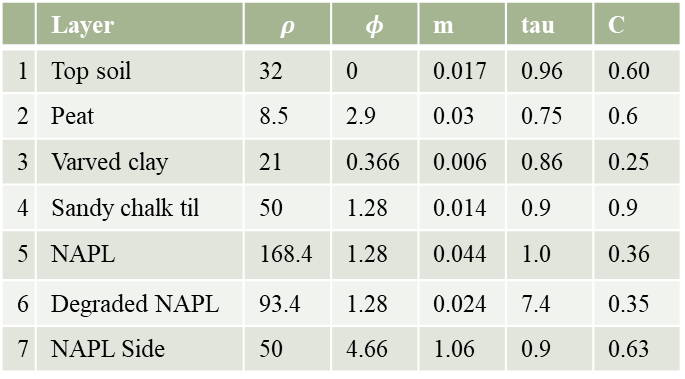 Layer ρ ϕ m tau C
1 Top soil 32 0 0.017 0.96 0.60
2 Peat 8.5 2.9 0.03 0.75 0.6
3 Varved clay 21 0.366 0.006 0.86 0.25
4 Sandy chalk til 50 1.28 0.014 0.9 0.9
5 NAPL 168.4 1.28 0.044 1.0 0.36
6 Degraded NAPL 93.4 1.28 0.024 7.4 0.35
7 NAPL Side 50 4.66 1.06 0.9 0.63